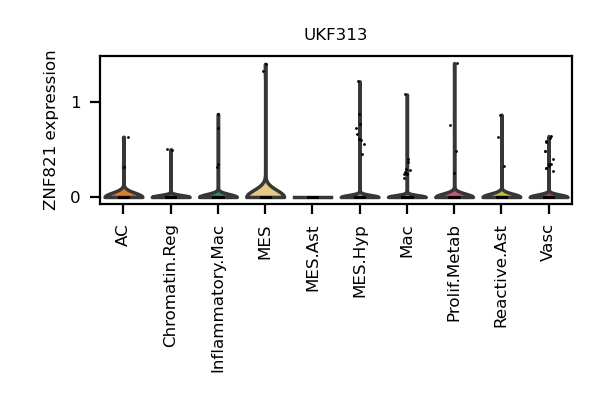 UKF313
ZNF821 expression
1
0
AC
Chromatin.Reg
Inflammatory.Mac
MES
MES.Ast
MES.Hyp
Mac
Prolif.Metab
Reactive.Ast
Vasc